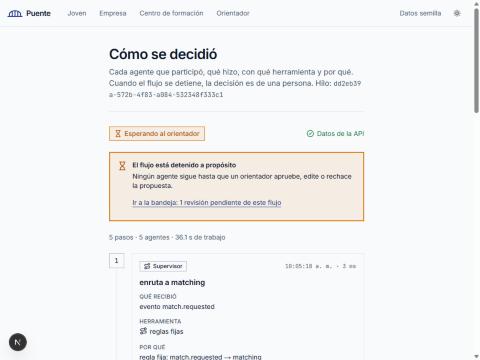 Puente
Joven
Empresa
Centro de formación
Orientador
Datos semilla
Cómo se decidió
Cada agente que participó, qué hizo, con qué herramienta y por qué.
Cuando el flujo se detiene, la decisión es de una persona. Hilo: dd2eb39
a-572b-4f83-a084-532348f333c1
Esperando al orientador
Datos de la API
El flujo está detenido a propósito
Ningún agente sigue hasta que un orientador apruebe, edite o rechace
la propuesta.
Ir a la bandeja: 1 revisión pendiente de este flujo
5 pasos · 5 agentes · 36.1 s de trabajo
1
Supervisor
10:05:18 a. m. · 3 ms
enruta a matching
QUÉ RECIBIÓ
evento match.requested
HERRAMIENTA
reglas fijas
POR QUÉ
regla fija: match.requested → matching
N